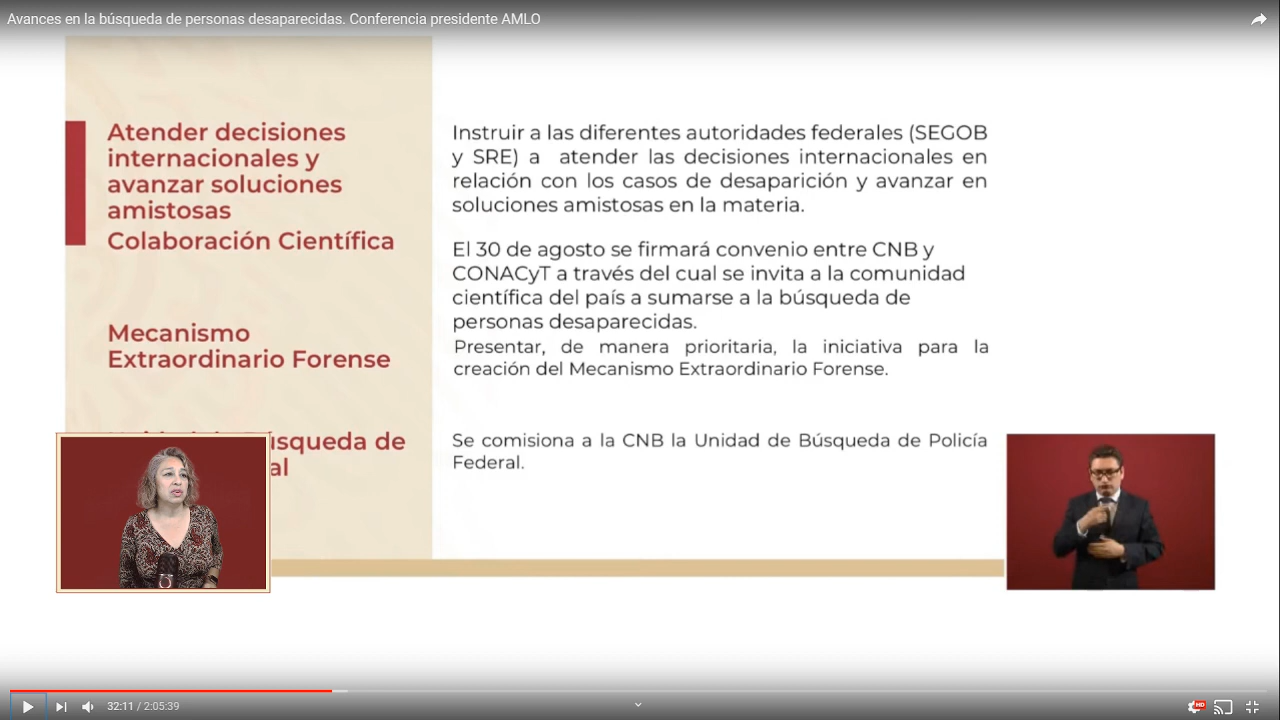 Avances en la búsqueda de personas desaparecidas. Conferencia presidente AMLO
Atender decisiones
internacionales y
avanzar soluciones
amistosas
Instruir a las diferentes autoridades federales (SEGOB
y SRE) a atender las decisiones internacionales en
relación con los casos de desaparición y avanzar en
soluciones amistosas en la materia.
Colaboración Científica
El 30 de agosto se firmará convenio entre CNB y
CONACyT a través del cual se invita a la comunidad
científica del país a sumarse a la búsqueda de
personas desaparecidas.
Mecanismo
Extraordinario Forense
Presentar, de manera prioritaria, la iniciativa para la
creación del Mecanismo Extraordinario Forense.
Búsqueda de
Se comisiona a la CNB la Unidad de Búsqueda de Policía
Federal.
32:11 / 2:05:39
HD